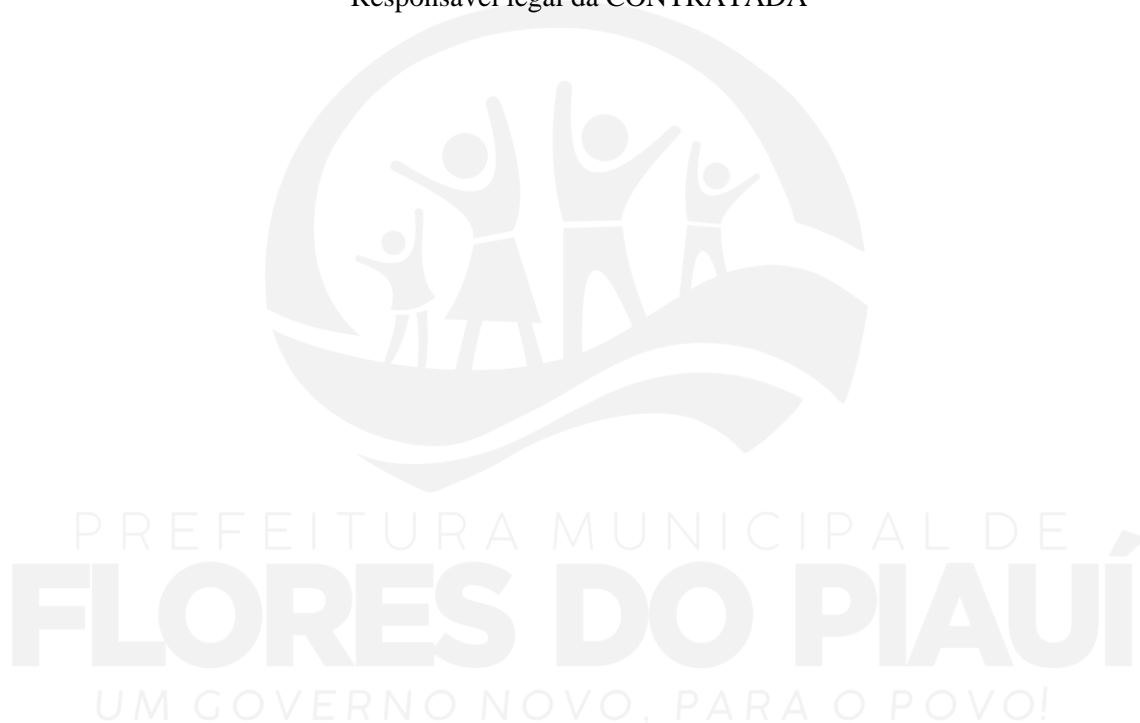 Responsável legal da CONTRATADA
PREFEITURA MUNICIPAL DE
FLORES DO PIAUÍ
UM GOVERNO NOVO, PARA O POVO!